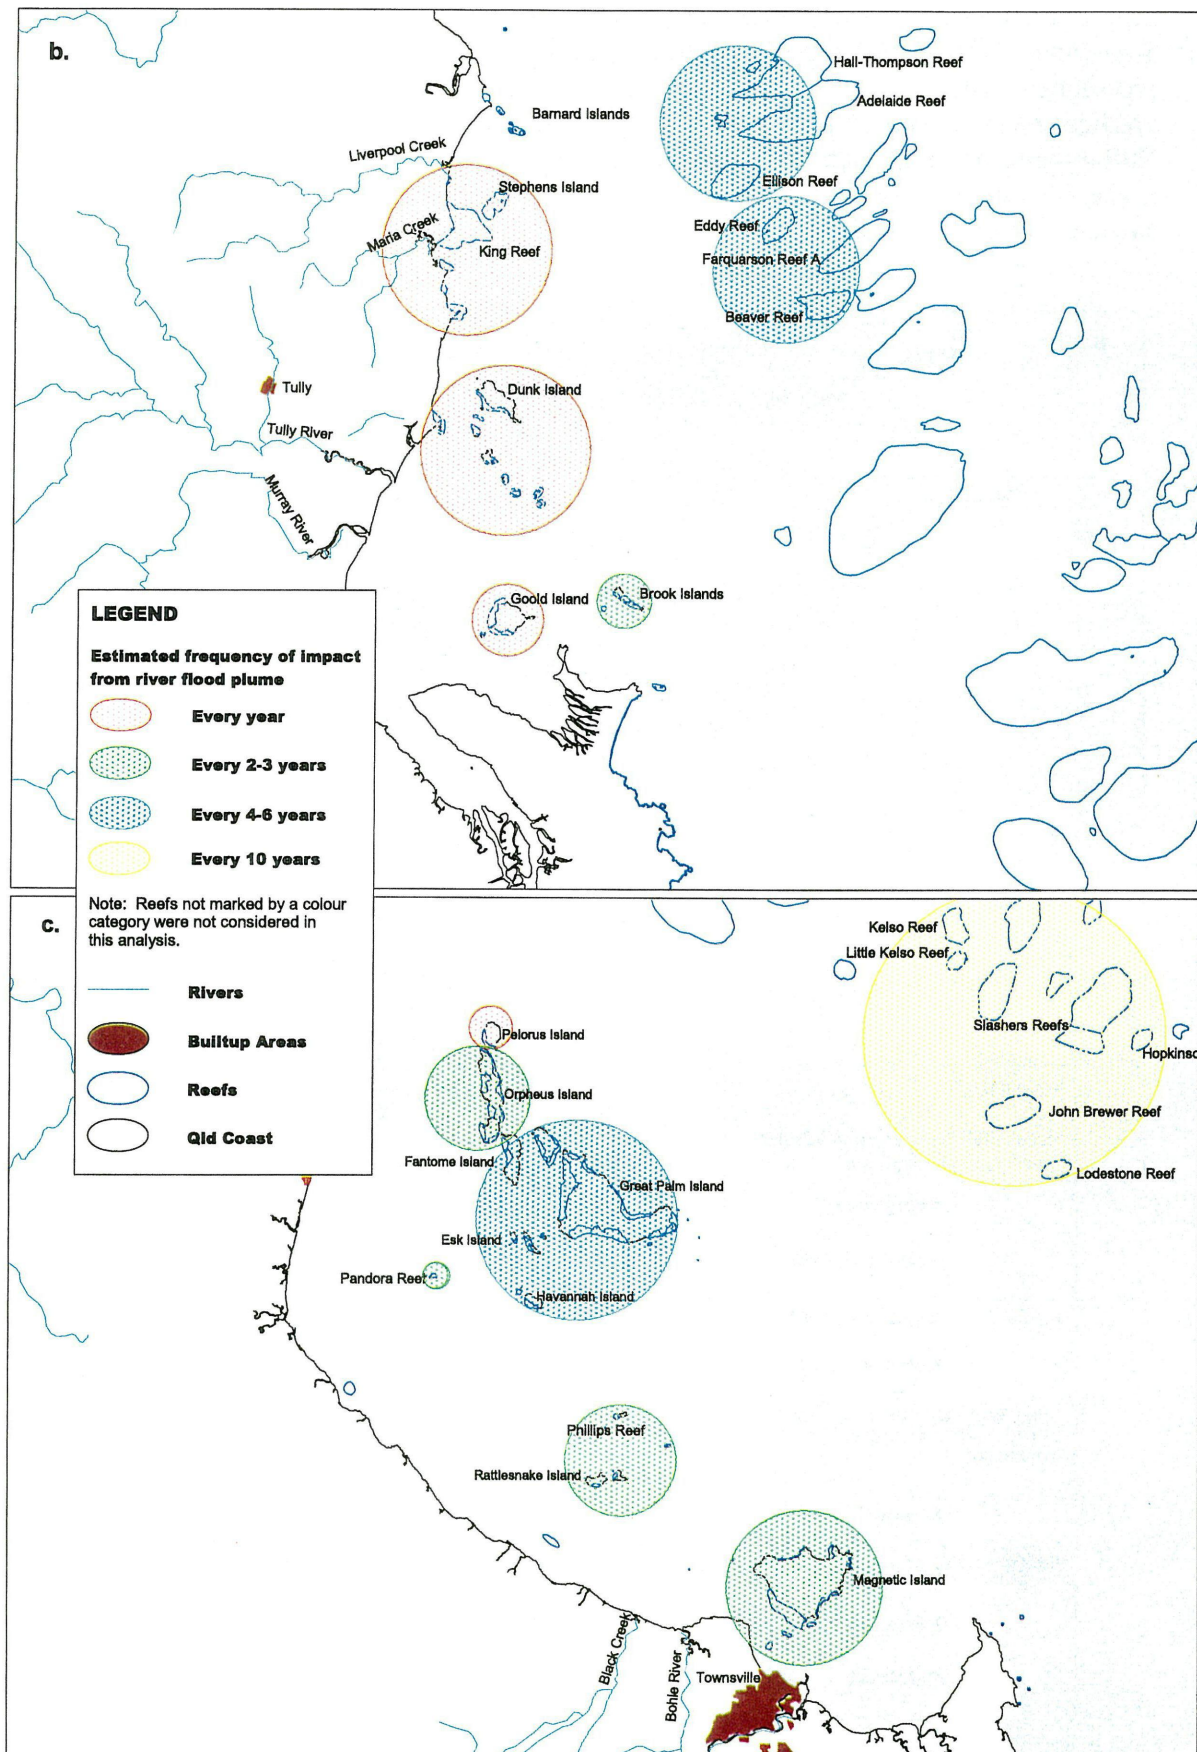 b.
Hall-Thompson Reef
Adelaide Reef
Barnard Islands
Liverpool Creek
Stephens Island
Ellison Reef
Maria Creek
King Reef
Eddy Reef
Farquarson Reef A.
Beaver Reef
Tully
Dunk Island
Tully River
Murray River
Goold Island
Brook Islands
LEGEND
Estimated frequency of impact
from river flood plume
Every year
Every 2-3 years
Every 4-6 years
Every 10 years
Note: Reefs not marked by a colour
category were not considered in
this analysis.
Rivers
Builtup Areas
Reefs
Qld Coast
c.
Kelso Reef
Little Kelso Reef
Slashers Reefs
Hopkinso
John Brewer Reef
Lodestone Reef
Pelorus Island
Orpheus Island
Fantome Island
Great Palm Island
Esk Island
Pandora Reef
Havannah Island
Phillips Reef
Rattlesnake Island
Magnetic Island
Black Creek
Bohle River
Townsville